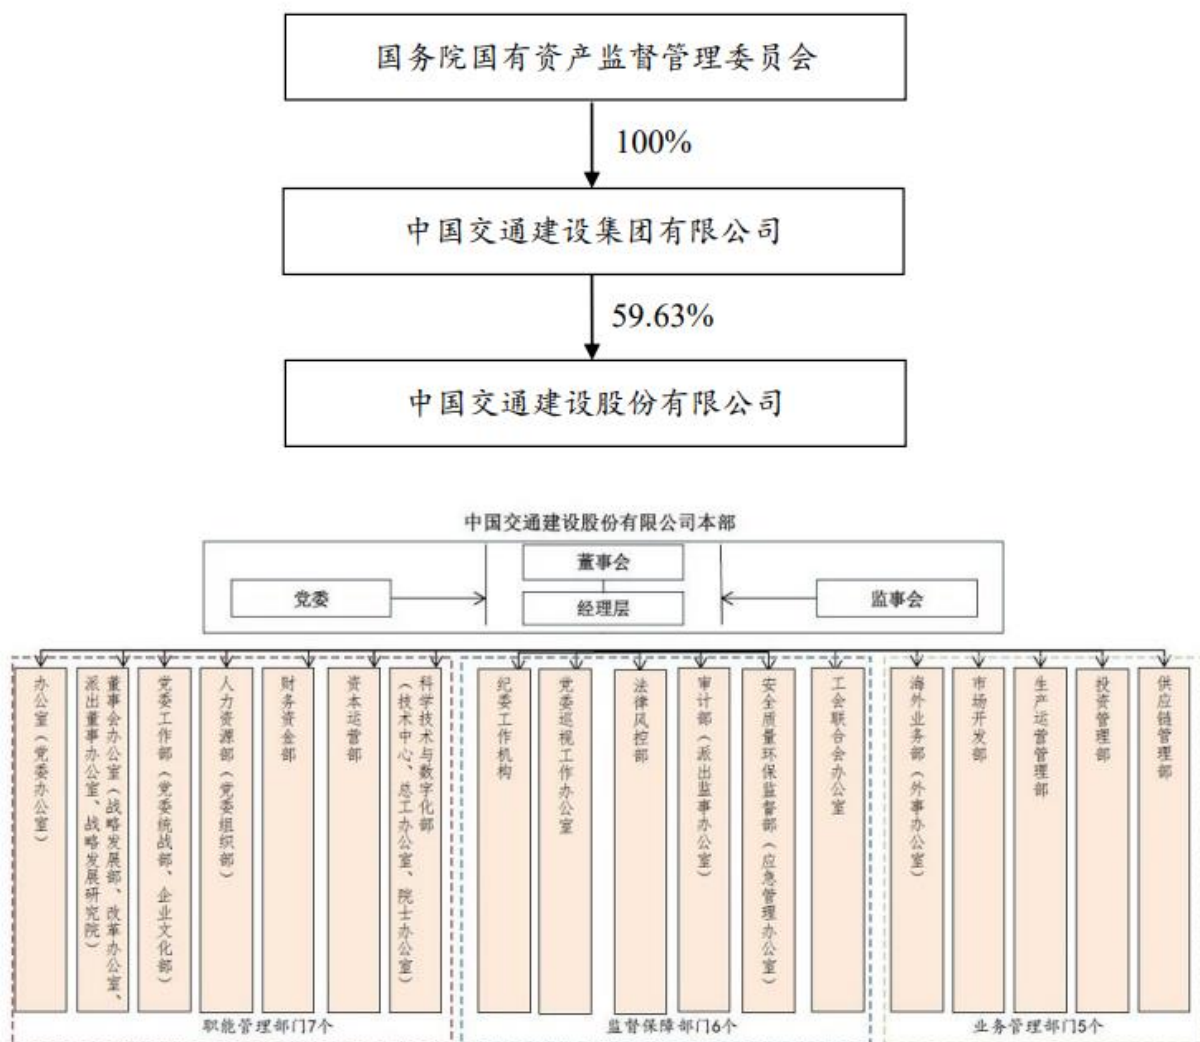 国务院国有资产监督管理委员会
100%
中国交通建设集团有限公司
59.63%
中国交通建设股份有限公司
中国交通建设股份有限公司本部
董事会
党委
经理层
监事会
办公室（党委办公室）
董事会办公室（战略发展部、改革办公室、
派出董事办公室、战略发展研究院）
党委工作部（党委统战部、企业文化部）
人力资源部（党委组织部）
财务资金部
资本运营部
科学技术与数字化部
（技术中心、总工办公室、院士办公室）
纪委工作机构
党委巡视工作办公室
法律风控部
审计部（派出监事办公室）
安全质量环保监督部（应急管理办公室）
工会联合会办公室
海外业务部（外事办公室）
市场开发部
生产运营管理部
投资管理部
供应链管理部
职能管理部门7个
监督保障部门6个
业务管理部门5个